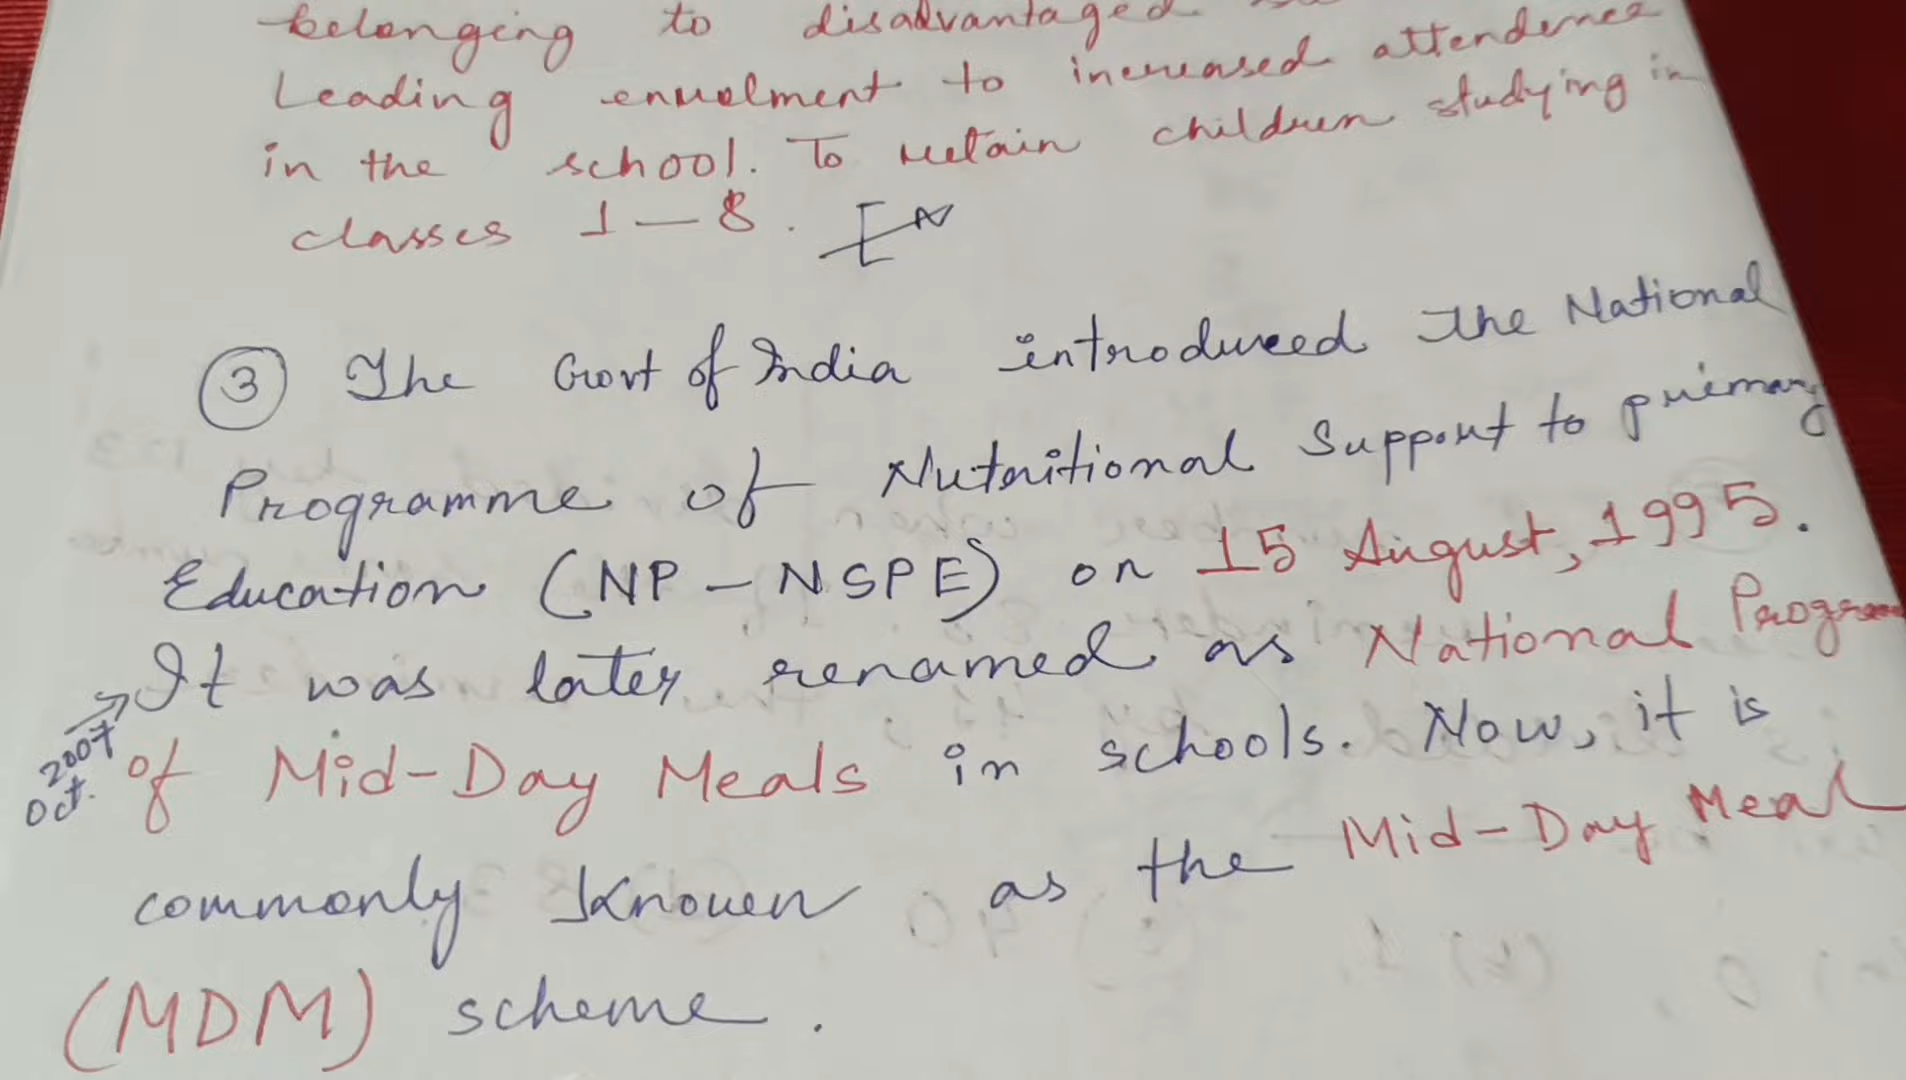 belonging to disadvantaged
Leading enrolment to increased attendence
in the school. To retain children studying in
classes 1 – 8.
③ The Govt of India introduced the National
Programme of Nutritional Support to primary
Education (NP – NSPE) on 15 August, 1995.
It was later renamed as National Program
2007 Oct.
of Mid-Day Meals in schools. Now, it is
commonly known as the Mid-Day Meal
(MDM) scheme.